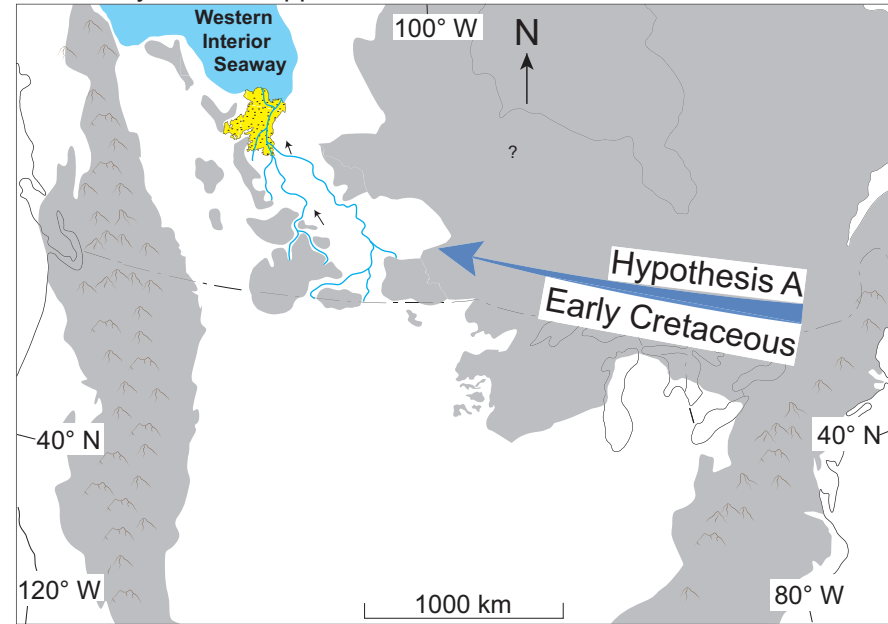 Western
Interior
Seaway
100° W
N
?
Hypothesis A
Early Cretaceous
40° N
40° N
120° W
1000 km
80° W